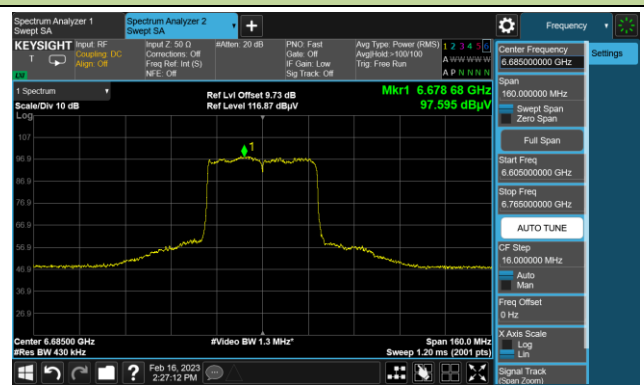 Spectrum Analyzer 1
Swept SA
Spectrum Analyzer 2
Swept SA
Frequency
KEYSIGHT
T
LW
Input: RF
Coupling: DC
Align: Off
Input Z: 50 Ω
Corrections: Off
Freq Ref: Int (S)
NFE: Off
#Atten: 20 dB
PNO: Fast
Gate: Off
IF Gain: Low
Sig Track: Off
Avg Type: Power (RMS)
Avg|Hold:>100/100
Trig: Free Run
1 2 3 4 5 6
A W W W W W
A P N N N N
1 Spectrum
Scale/Div 10 dB
Log
Ref Lvl Offset 9.73 dB
Ref Level 116.87 dBµV
Mkr1 6.678 68 GHz
97.595 dBµV
1
107
96.9
86.9
76.9
66.9
56.9
46.9
36.9
26.9
Center 6.68500 GHz
#Res BW 430 kHz
#Video BW 1.3 MHz*
Span 160.0 MHz
Sweep 1.20 ms (2001 pts)
Feb 16, 2023
2:27:12 PM
Center Frequency
6.685000000 GHz
Span
160.000000 MHz
Swept Span
Zero Span
Full Span
Start Freq
6.605000000 GHz
Stop Freq
6.765000000 GHz
AUTO TUNE
CF Step
16.000000 MHz
Auto
Man
Freq Offset
0 Hz
X Axis Scale
Log
Lin
Signal Track
(Span Zoom)
Settings